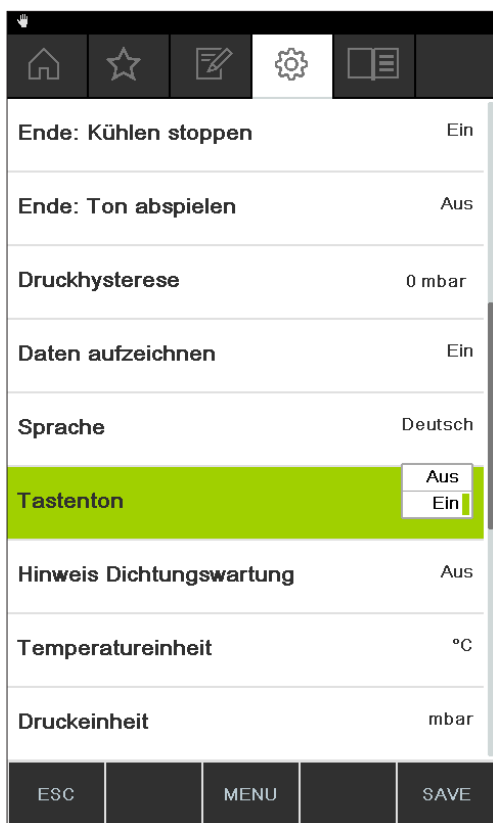 Ende: Kühlen stoppen Ein
Ende: Ton abspielen Aus
Druckhysterese 0 mbar
Daten aufzeichnen Ein
Sprache Deutsch
Aus
Tastenton Ein
Hinweis Dichtungswartung Aus
Temperatureinheit °C
Druckeinheit mbar
ESC MENU SAVE